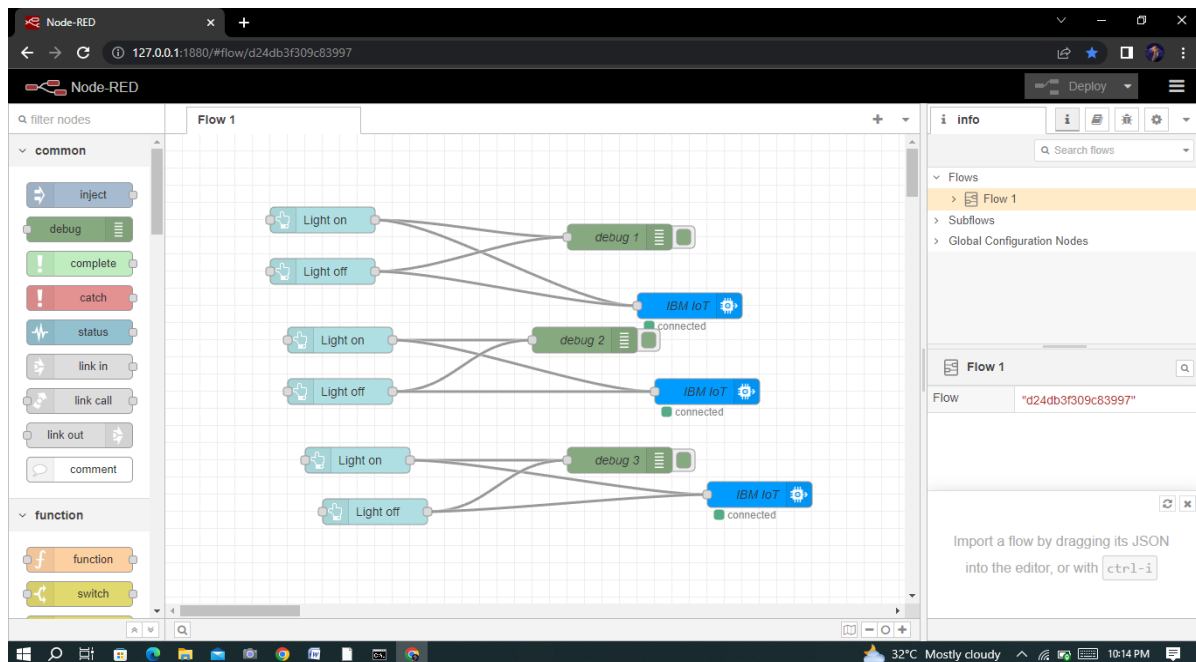 Node-RED
127.0.0.1:1880/#flow/d24db3f309c83997
Node-RED
Deploy
filter nodes
Flow 1
i info
i
common
Search flows
inject
debug
complete
catch
status
link in
link call
link out
comment
function
function
switch
Light on
debug 1
Light off
IBM IoT
connected
Light on
debug 2
Light off
IBM IoT
connected
Light on
debug 3
Light off
IBM IoT
connected
Flows
Flow 1
Subflows
Global Configuration Nodes
Flow 1
Flow "d24db3f309c83997"
Import a flow by dragging its JSON
into the editor, or with ctrl-i
32°C Mostly cloudy 10:14 PM